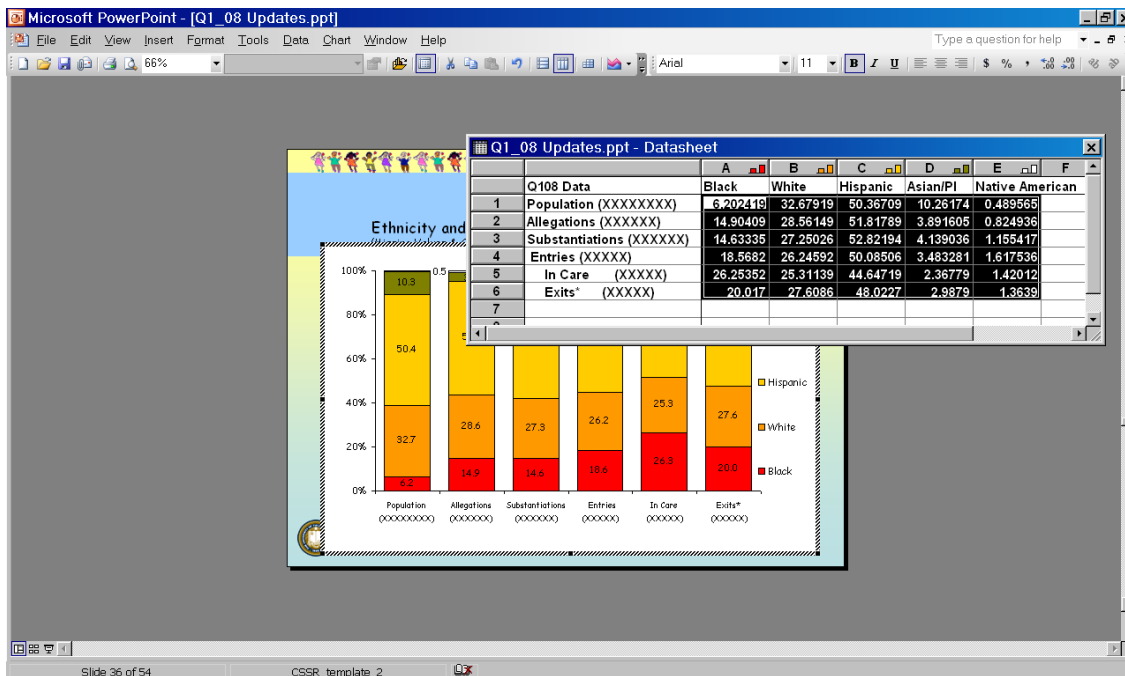 Microsoft PowerPoint - [Q1_08 Updates.ppt]
File Edit View Insert Format Tools Data Chart Window Help Type a question for help
66% Arial 11 B I U $ % ,
Q1_08 Updates.ppt - Datasheet
A B C D E F
Q108 Data Black White Hispanic Asian/PI Native American
1 Population (XXXXXXXX) 6.202419 32.67919 50.36709 10.26174 0.489565
2 Allegations (XXXXXX) 14.90409 28.56149 51.81789 3.891605 0.824936
3 Substantiations (XXXXXX) 14.63335 27.25026 52.82194 4.139036 1.155417
4 Entries (XXXXX) 18.5682 26.24592 50.08506 3.483281 1.617536
5 In Care (XXXXX) 26.25352 25.31139 44.64719 2.36779 1.42012
6 Exits* (XXXXX) 20.017 27.6086 48.0227 2.9879 1.3639
7
Ethnicity and
100% 0.5
10.3
80%
50.4
60%
Hispanic
40% 25.3
28.6 27.3 26.2 27.6
32.7 White
20%
14.9 14.6 18.6 26.3 20.0 Black
6.2
0%
Population Allegations Substantiations Entries In Care Exits*
(XXXXXXXX) (XXXXXX) (XXXXXX) (XXXXX) (XXXXX) (XXXXX)
Slide 36 of 54 CSSR_template_2